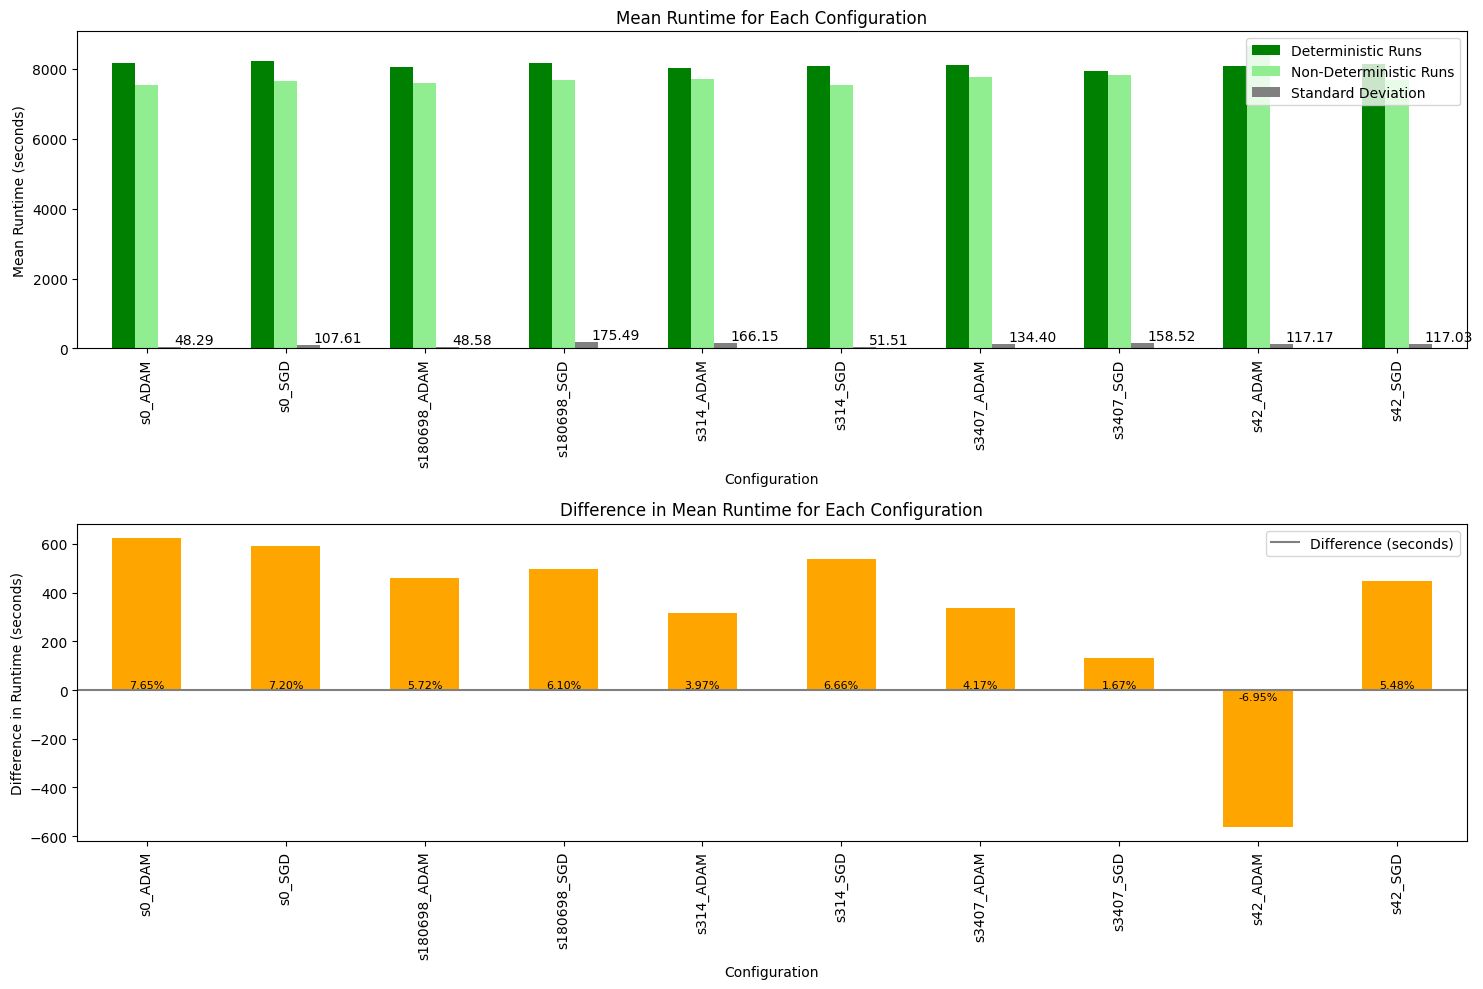 Mean Runtime for Each Configuration
Mean Runtime (seconds)
8000
6000
4000
2000
0
Deterministic Runs
Non-Deterministic Runs
Standard Deviation
48.29
107.61
48.58
175.49
166.15
51.51
134.40
158.52
117.17
117.03
s0_ADAM
s0_SGD
s180698_ADAM
s180698_SGD
s314_ADAM
s314_SGD
s3407_ADAM
s3407_SGD
s42_ADAM
s42_SGD
Configuration
Difference in Mean Runtime for Each Configuration
Difference in Runtime (seconds)
600
400
200
0
−200
−400
−600
Difference (seconds)
7.65%
7.20%
5.72%
6.10%
3.97%
6.66%
4.17%
1.67%
-6.95%
5.48%
s0_ADAM
s0_SGD
s180698_ADAM
s180698_SGD
s314_ADAM
s314_SGD
s3407_ADAM
s3407_SGD
s42_ADAM
s42_SGD
Configuration